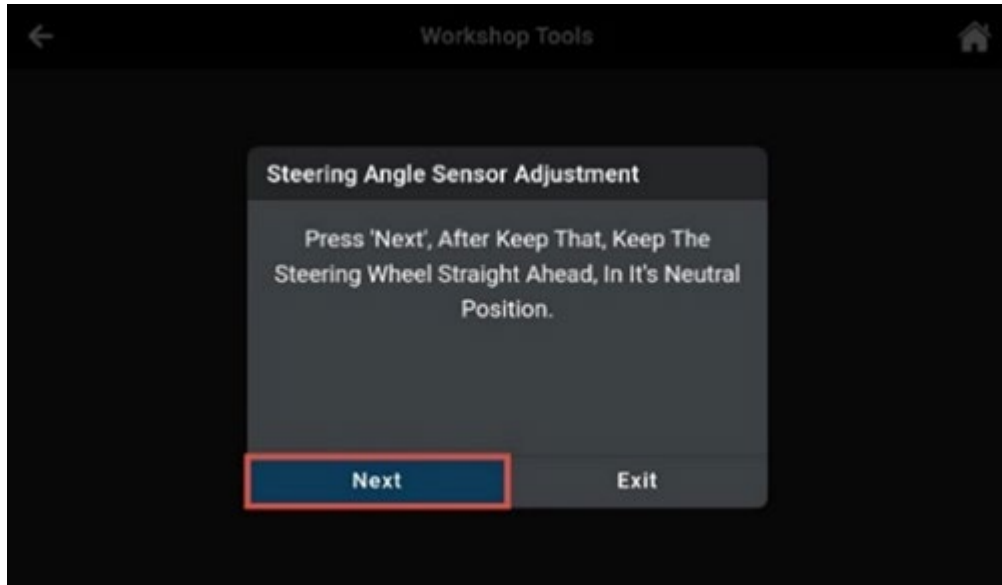 Workshop Tools
Steering Angle Sensor Adjustment
Press 'Next', After Keep That, Keep The
Steering Wheel Straight Ahead, In It's Neutral
Position.
Next
Exit